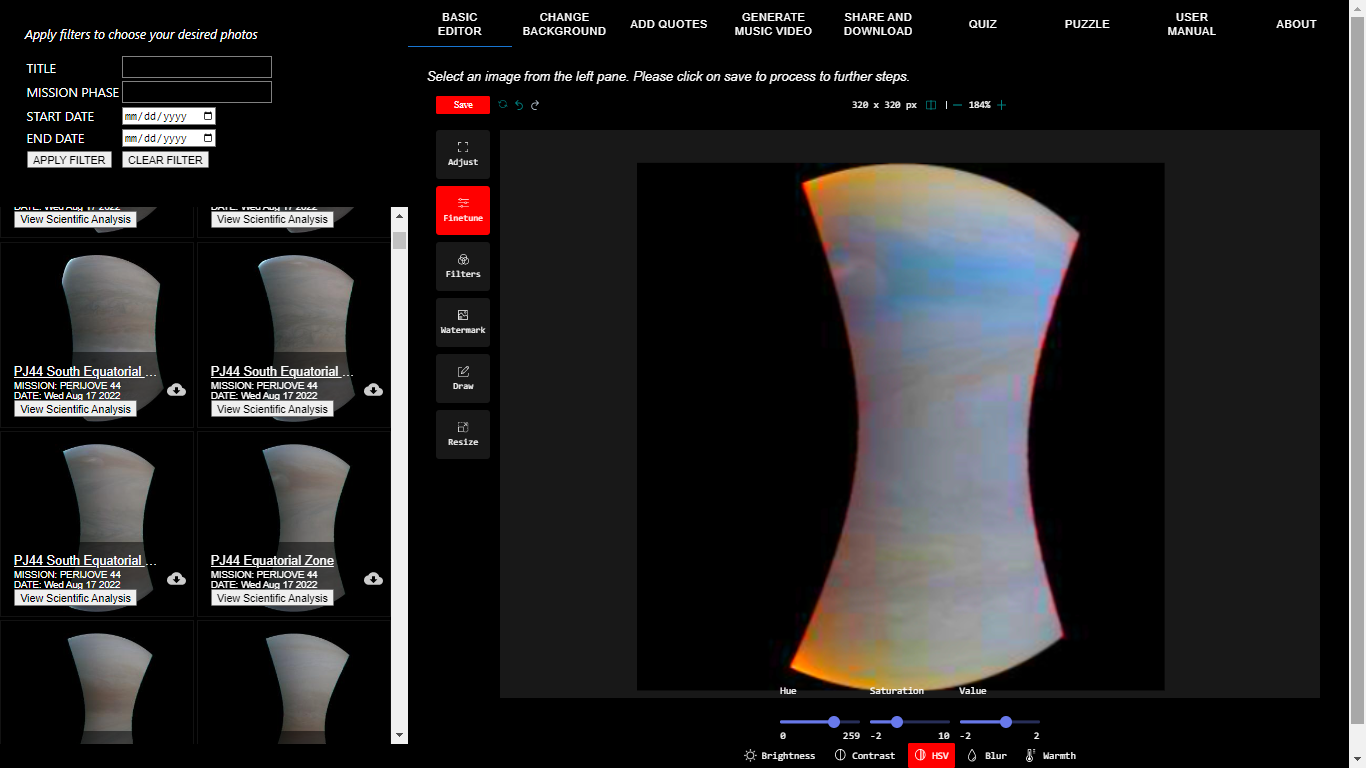 Apply filters to choose your desired photos
TITLE
MISSION PHASE
START DATE mm/dd/yyyy
END DATE mm/dd/yyyy
APPLY FILTER CLEAR FILTER
DATE: Wed Aug 17 2022
View Scientific Analysis
DATE: Wed Aug 17 2022
View Scientific Analysis
PJ44 South Equatorial ...
MISSION: PERIJOVE 44
DATE: Wed Aug 17 2022
View Scientific Analysis
PJ44 South Equatorial ...
MISSION: PERIJOVE 44
DATE: Wed Aug 17 2022
View Scientific Analysis
PJ44 South Equatorial ...
MISSION: PERIJOVE 44
DATE: Wed Aug 17 2022
View Scientific Analysis
PJ44 Equatorial Zone
MISSION: PERIJOVE 44
DATE: Wed Aug 17 2022
View Scientific Analysis
BASIC
EDITOR
CHANGE
BACKGROUND
ADD QUOTES
GENERATE
MUSIC VIDEO
SHARE AND
DOWNLOAD
QUIZ
PUZZLE
USER
MANUAL
ABOUT
Select an image from the left pane. Please click on save to process to further steps.
Save 320 x 320 px | 184%
Adjust
Finetune
Filters
Watermark
Draw
Resize
Hue Saturation Value
0 259 -2 10 -2 2
Brightness Contrast HSV Blur Warmth